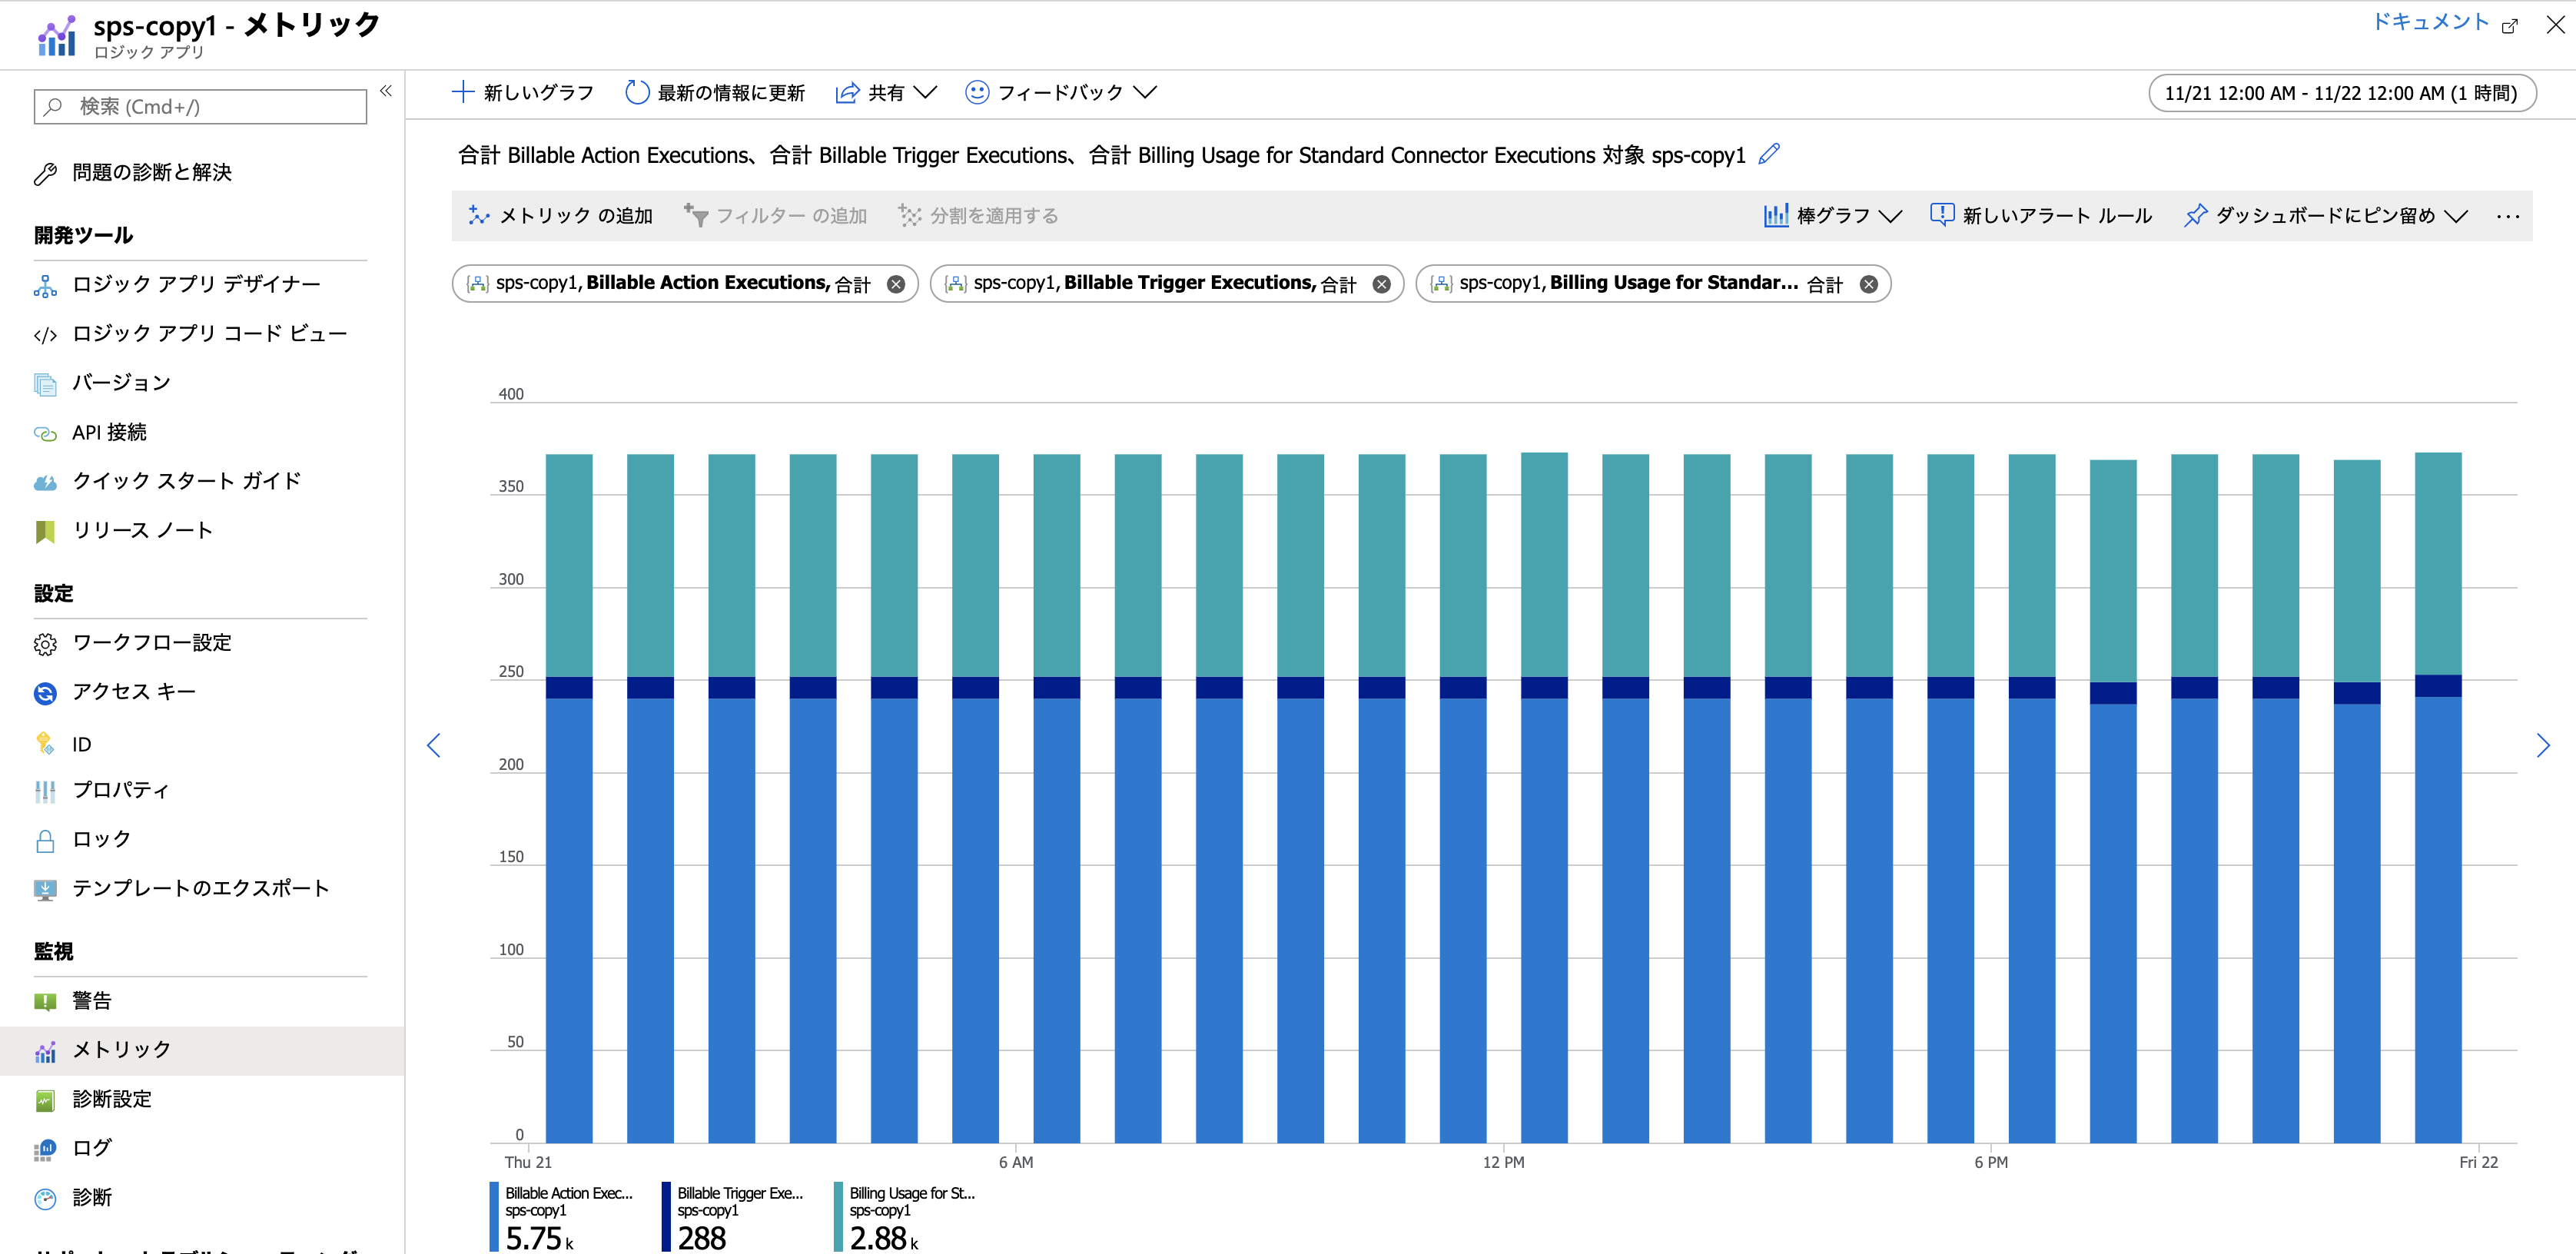 sps-copy1 - メトリック
ロジック アプリ
ドキュメント
検索 (Cmd+/)
«
問題の診断と解決
開発ツール
ロジック アプリ デザイナー
ロジック アプリ コード ビュー
バージョン
API 接続
クイック スタート ガイド
リリース ノート
設定
ワークフロー設定
アクセス キー
ID
プロパティ
ロック
テンプレートのエクスポート
監視
警告
メトリック
診断設定
ログ
診断
新しいグラフ 最新の情報に更新 共有 フィードバック
11/21 12:00 AM - 11/22 12:00 AM (1 時間)
合計 Billable Action Executions、合計 Billable Trigger Executions、合計 Billing Usage for Standard Connector Executions 対象 sps-copy1
メトリック の追加 フィルター の追加 分割を適用する 棒グラフ 新しいアラート ルール ダッシュボードにピン留め ...
sps-copy1, Billable Action Executions, 合計 sps-copy1, Billable Trigger Executions, 合計 sps-copy1, Billing Usage for Standar... 合計
400
350
300
250
200
150
100
50
0
Thu 21 6 AM 12 PM 6 PM Fri 22
Billable Action Exec...
sps-copy1
5.75 k
Billable Trigger Exe...
sps-copy1
288
Billing Usage for St...
sps-copy1
2.88 k